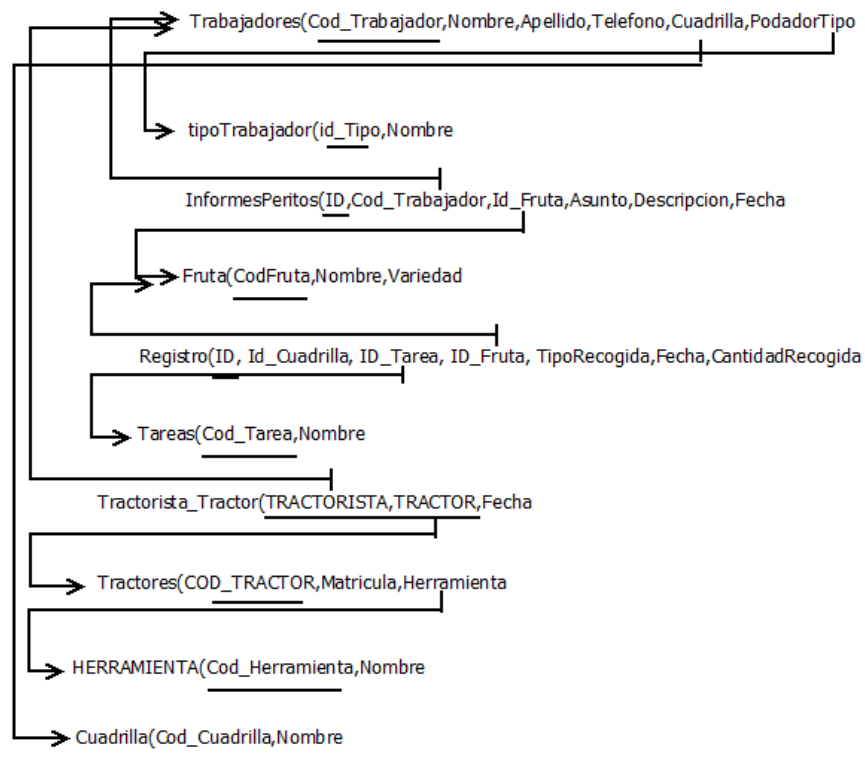 Trabajadores(Cod_Trabajador,Nombre,Apellido,Telefono,Cuadrilla,PodadorTipo
tipoTrabajador(id_Tipo,Nombre
InformesPeritos(ID,Cod_Trabajador,Id_Fruta,Asunto,Descripcion,Fecha
Fruta(CodFruta,Nombre,Variedad
Registro(ID, Id_Cuadrilla, ID_Tarea, ID_Fruta, TipoRecogida,Fecha,CantidadRecogida
Tareas(Cod_Tarea,Nombre
Tractorista_Tractor(TRACTORISTA,TRACTOR,Fecha
Tractores(COD_TRACTOR,Matricula,Herramienta
HERRAMIENTA(Cod_Herramienta,Nombre
Cuadrilla(Cod_Cuadrilla,Nombre